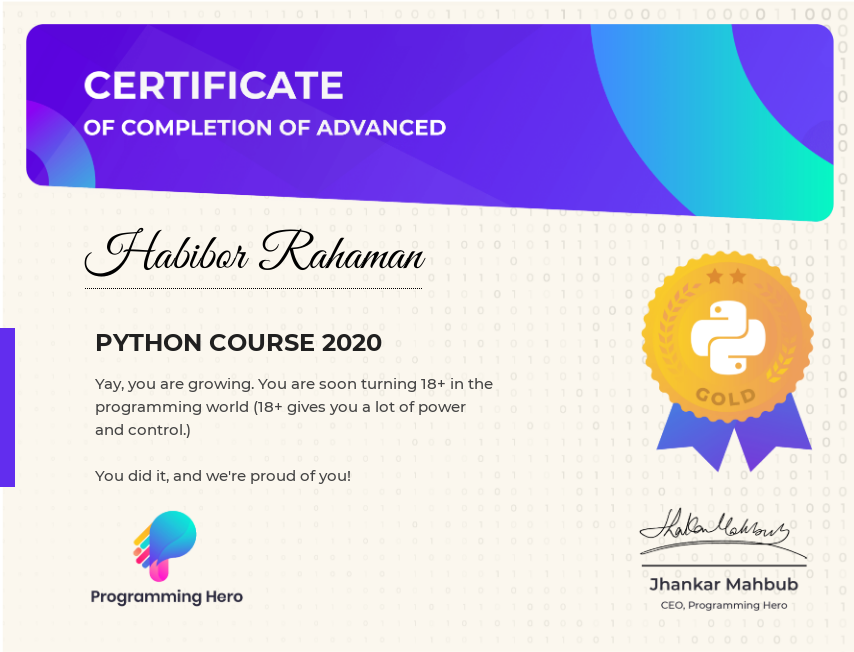 CERTIFICATE
OF COMPLETION OF ADVANCED
Habibor Rahaman
PYTHON COURSE 2020
Yay, you are growing. You are soon turning 18+ in the
programming world (18+ gives you a lot of power
and control.)
You did it, and we're proud of you!
GOLD
Programming Hero
Jhankar Mahbub
Jhankar Mahbub
CEO, Programming Hero